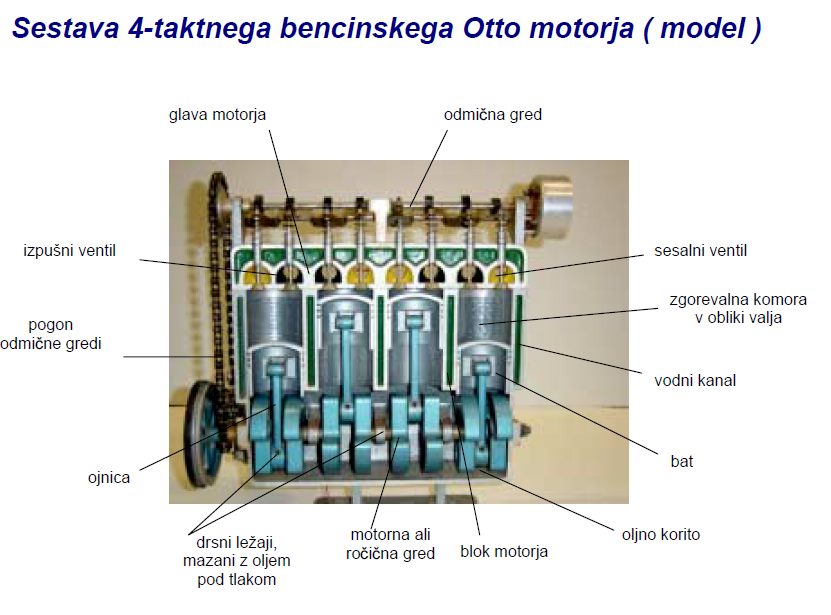 Sestava 4-taktnega bencinskega Otto motorja ( model )
glava motorja
odmična gred
izpušni ventil
sesalni ventil
zgorevalna komora
v obliki valja
pogon
odmične gredi
vodni kanal
bat
ojnica
drsni ležaji,
mazani z oljem
pod tlakom
motorna ali
ročična gred
blok motorja
oljno korito